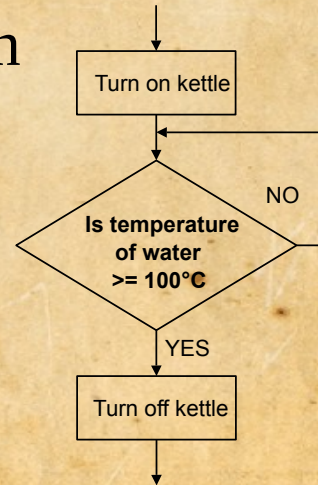 Turn on kettle
NO
Is temperature
of water
>= 100°C
YES
Turn off kettle